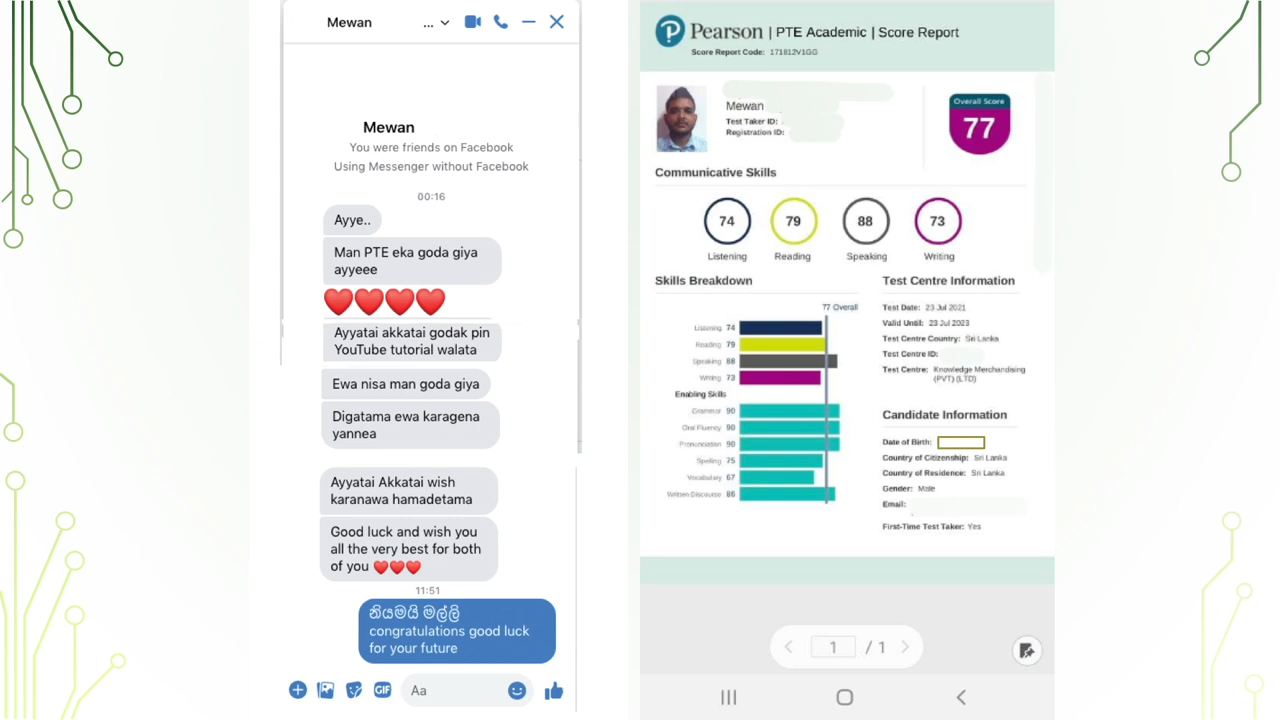 Mewan
...
Mewan
You were friends on Facebook
Using Messenger without Facebook
00:16
Ayye..
Man PTE eka goda giya
ayyeee
Ayyatai akkatai godak pin
YouTube tutorial walata
Ewa nisa man goda giya
Digatama ewa karagena
yannea
Ayyatai Akkatai wish
karanawa hamadetama
Good luck and wish you
all the very best for both
of you
11:51
නියමයි මල්ලි
congratulations good luck
for your future
GIF
Aa
Pearson | PTE Academic | Score Report
Score Report Code: 171812V1GG
Mewan
Test Taker ID:
Registration ID:
Overall Score
77
Communicative Skills
74 79 88 73
Listening Reading Speaking Writing
Skills Breakdown
77 Overall
Listening 74
Reading 79
Speaking 88
Writing 73
Enabling Skills
Grammar 90
Oral Fluency 90
Pronunciation 90
Spelling 75
Vocabulary 67
Written Discourse 86
Test Centre Information
Test Date: 23 Jul 2021
Valid Until: 23 Jul 2023
Test Centre Country: Sri Lanka
Test Centre ID:
Test Centre: Knowledge Merchandising
(PVT) (LTD)
Candidate Information
Date of Birth:
Country of Citizenship: Sri Lanka
Country of Residence: Sri Lanka
Gender: Male
Email:
First-Time Test Taker: Yes
1 / 1